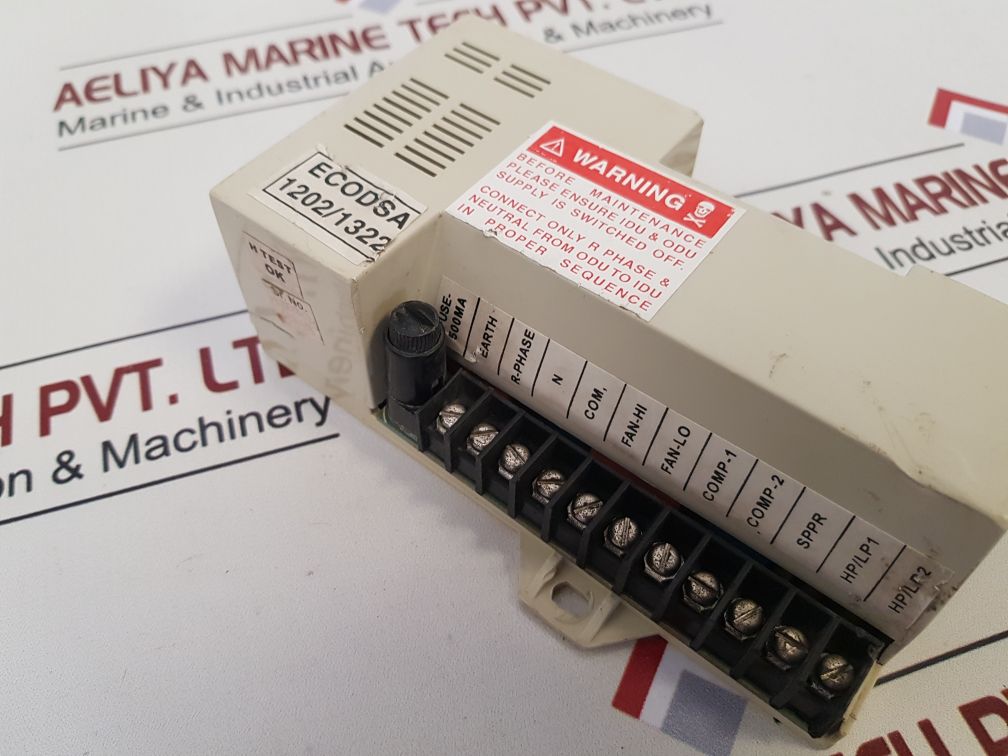 AELIYA MARINE TECH PVT.
Marine & Industrial & Machinery
ECODSA
1202/1322
WARNING
BEFORE MAINTENANCE
PLEASE ENSURE IDU & ODU
SUPPLY IS SWITCHED OFF
CONNECT ONLY R PHASE &
NEUTRAL FROM ODU TO IDU
IN PROPER SEQUENCE
H TEST
OK
NO.
500MA
EARTH
R-PHASE
N
COM,
FAN-HI
FAN-LO
COMP-1
COMP-2
SPPR
HP/LP1
HP/LP2
MARINE
Industrial
H PVT. LT
on & Machinery